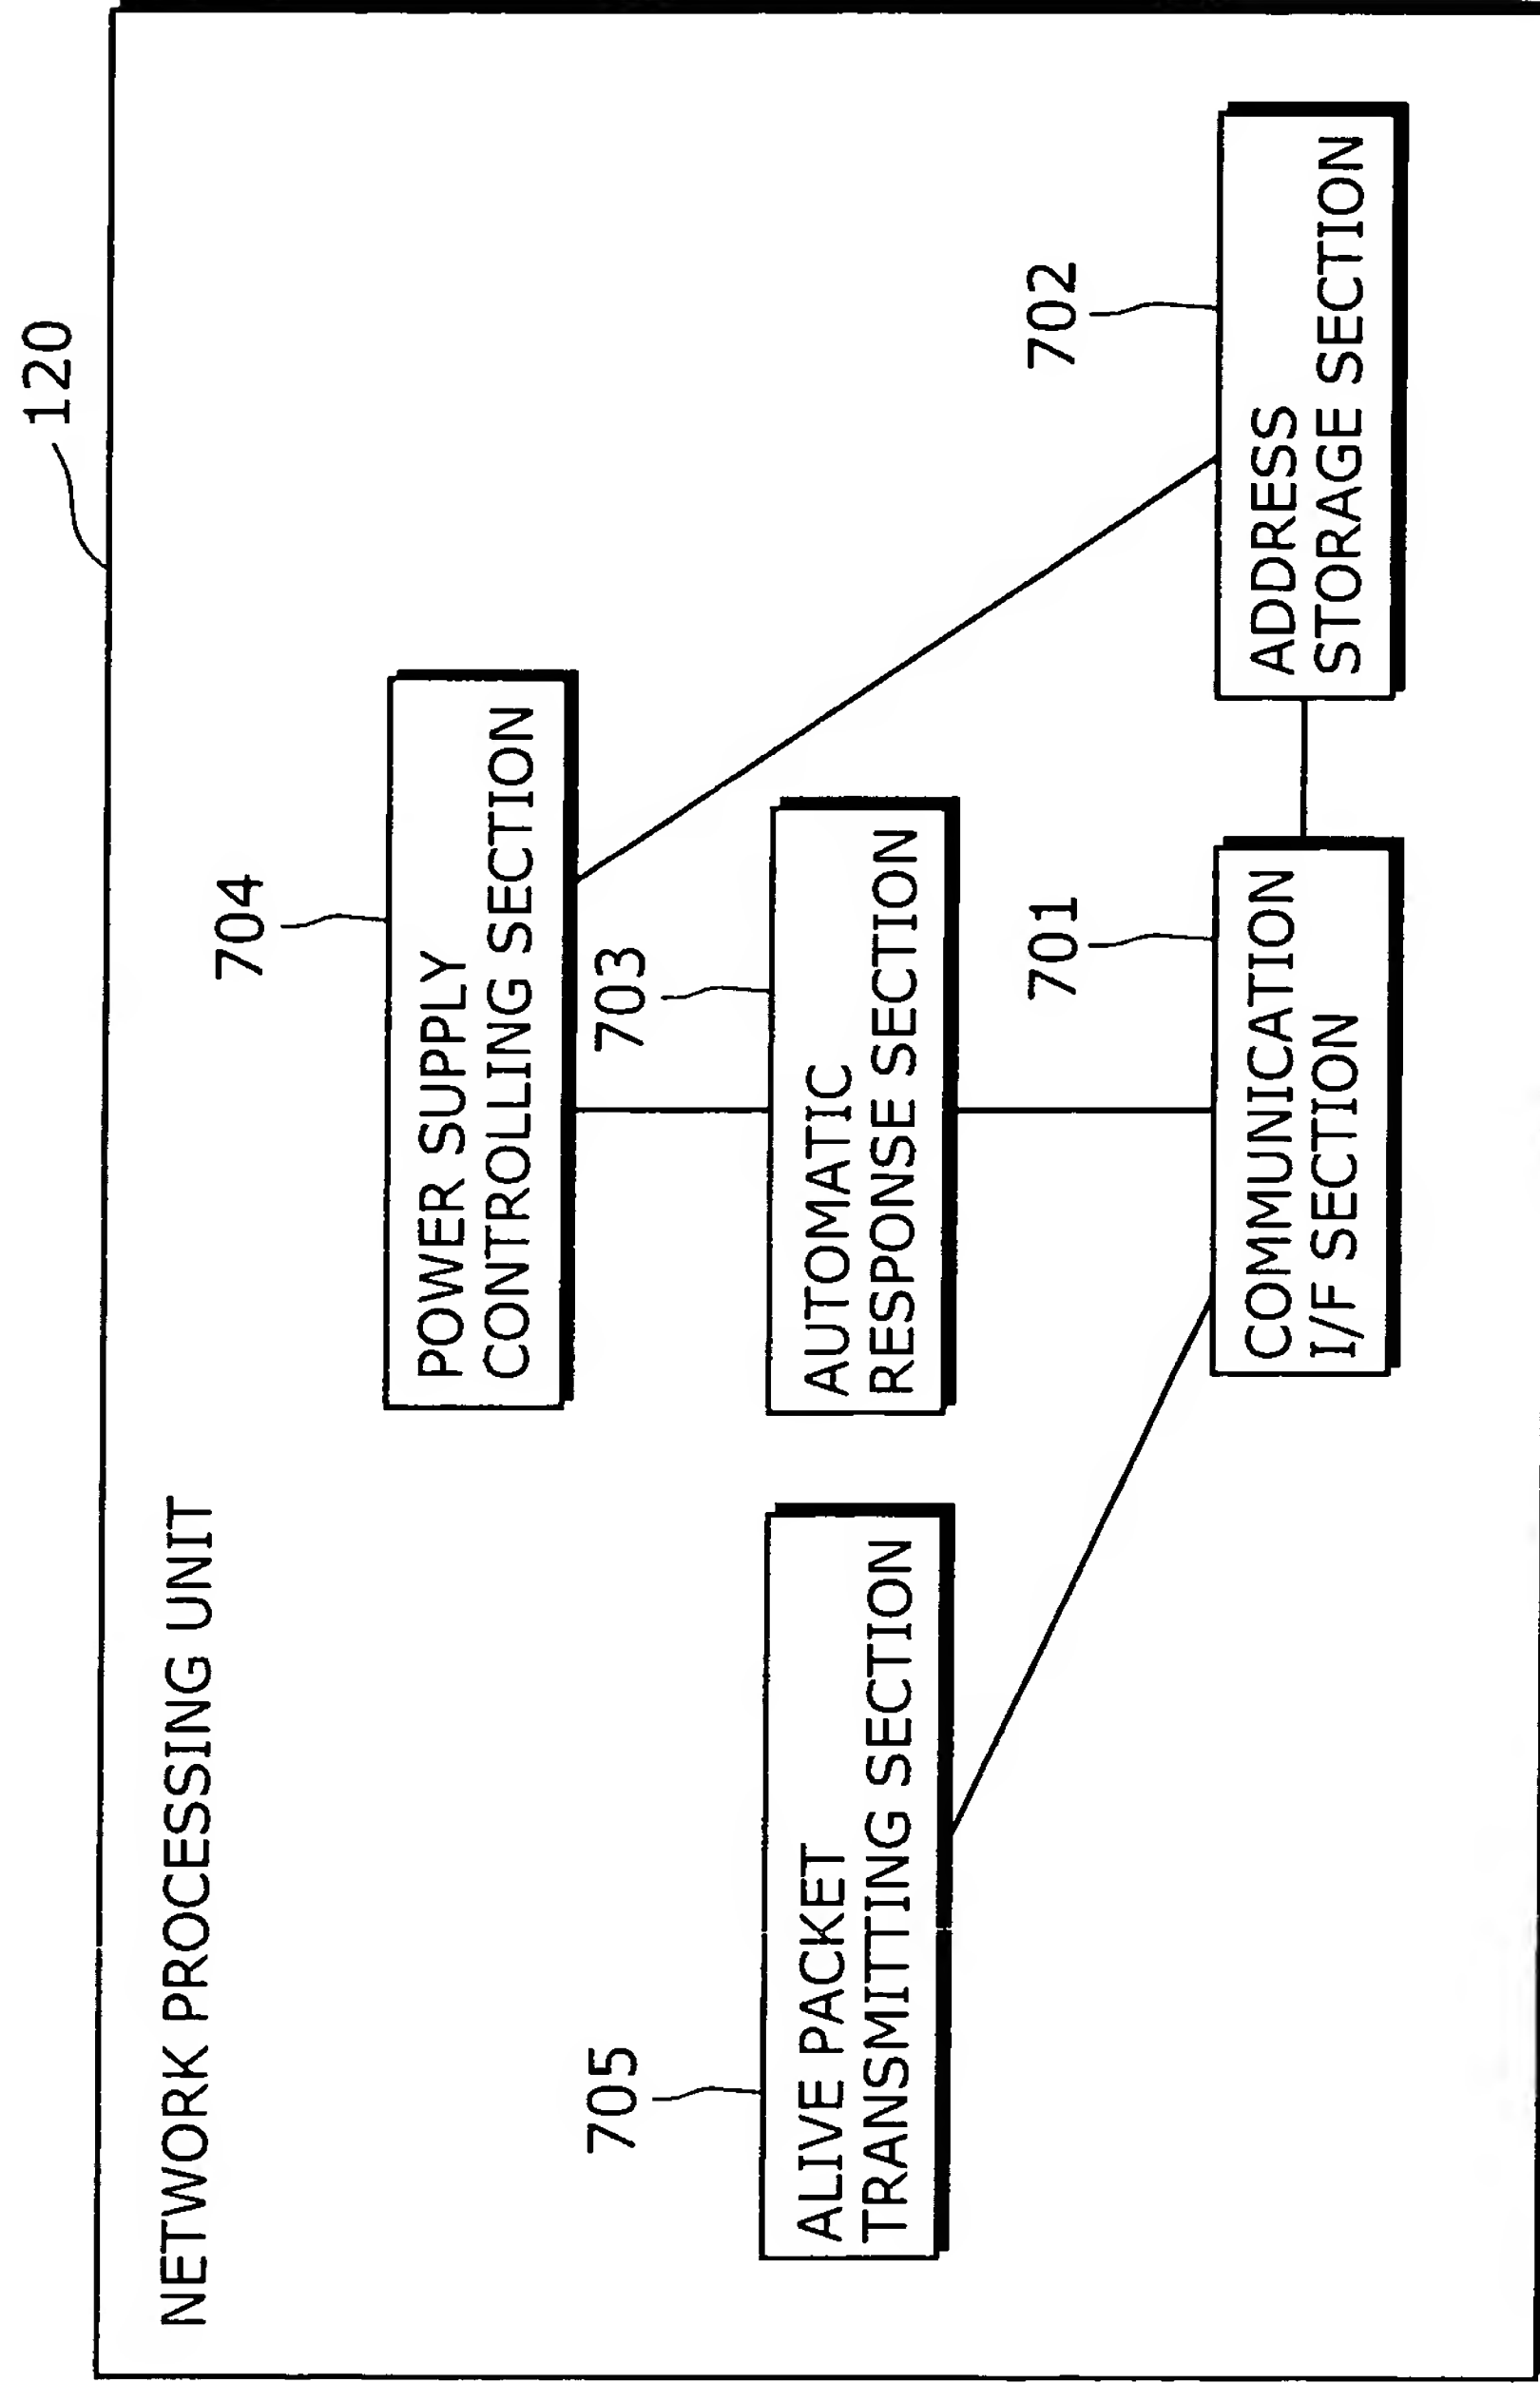 120
NETWORK PROCESSING UNIT
704
POWER SUPPLY
CONTROLLING SECTION
705
ALIVE PACKET
TRANSMITTING SECTION
703
AUTOMATIC
RESPONSE SECTION
701
COMMUNICATION
I/F SECTION
702
ADDRESS
STORAGE SECTION